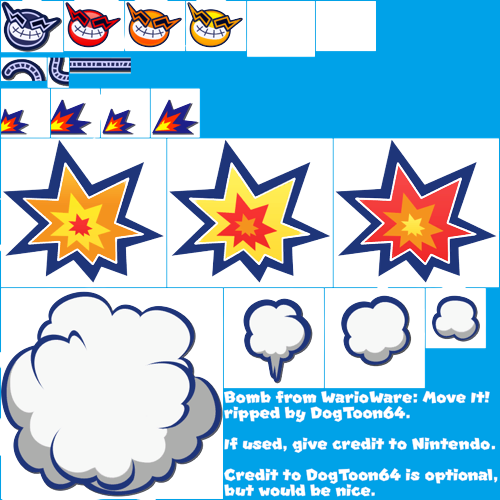 Bomb from WarioWare: Move It!
ripped by DogToon64.
If used, give credit to Nintendo.
Credit to DogToon64 is optional,
but would be nice.